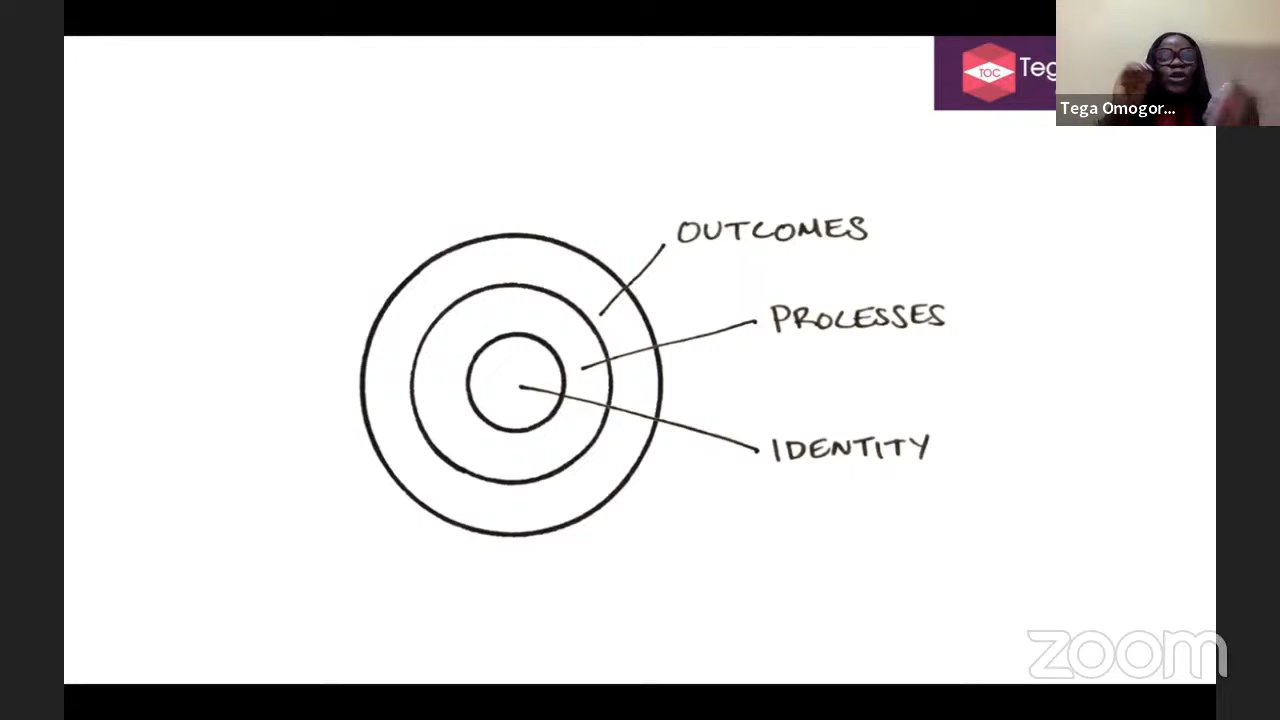 TOC
Teg
Tega Omogor...
OUTCOMES
PROCESSES
IDENTITY
zoom